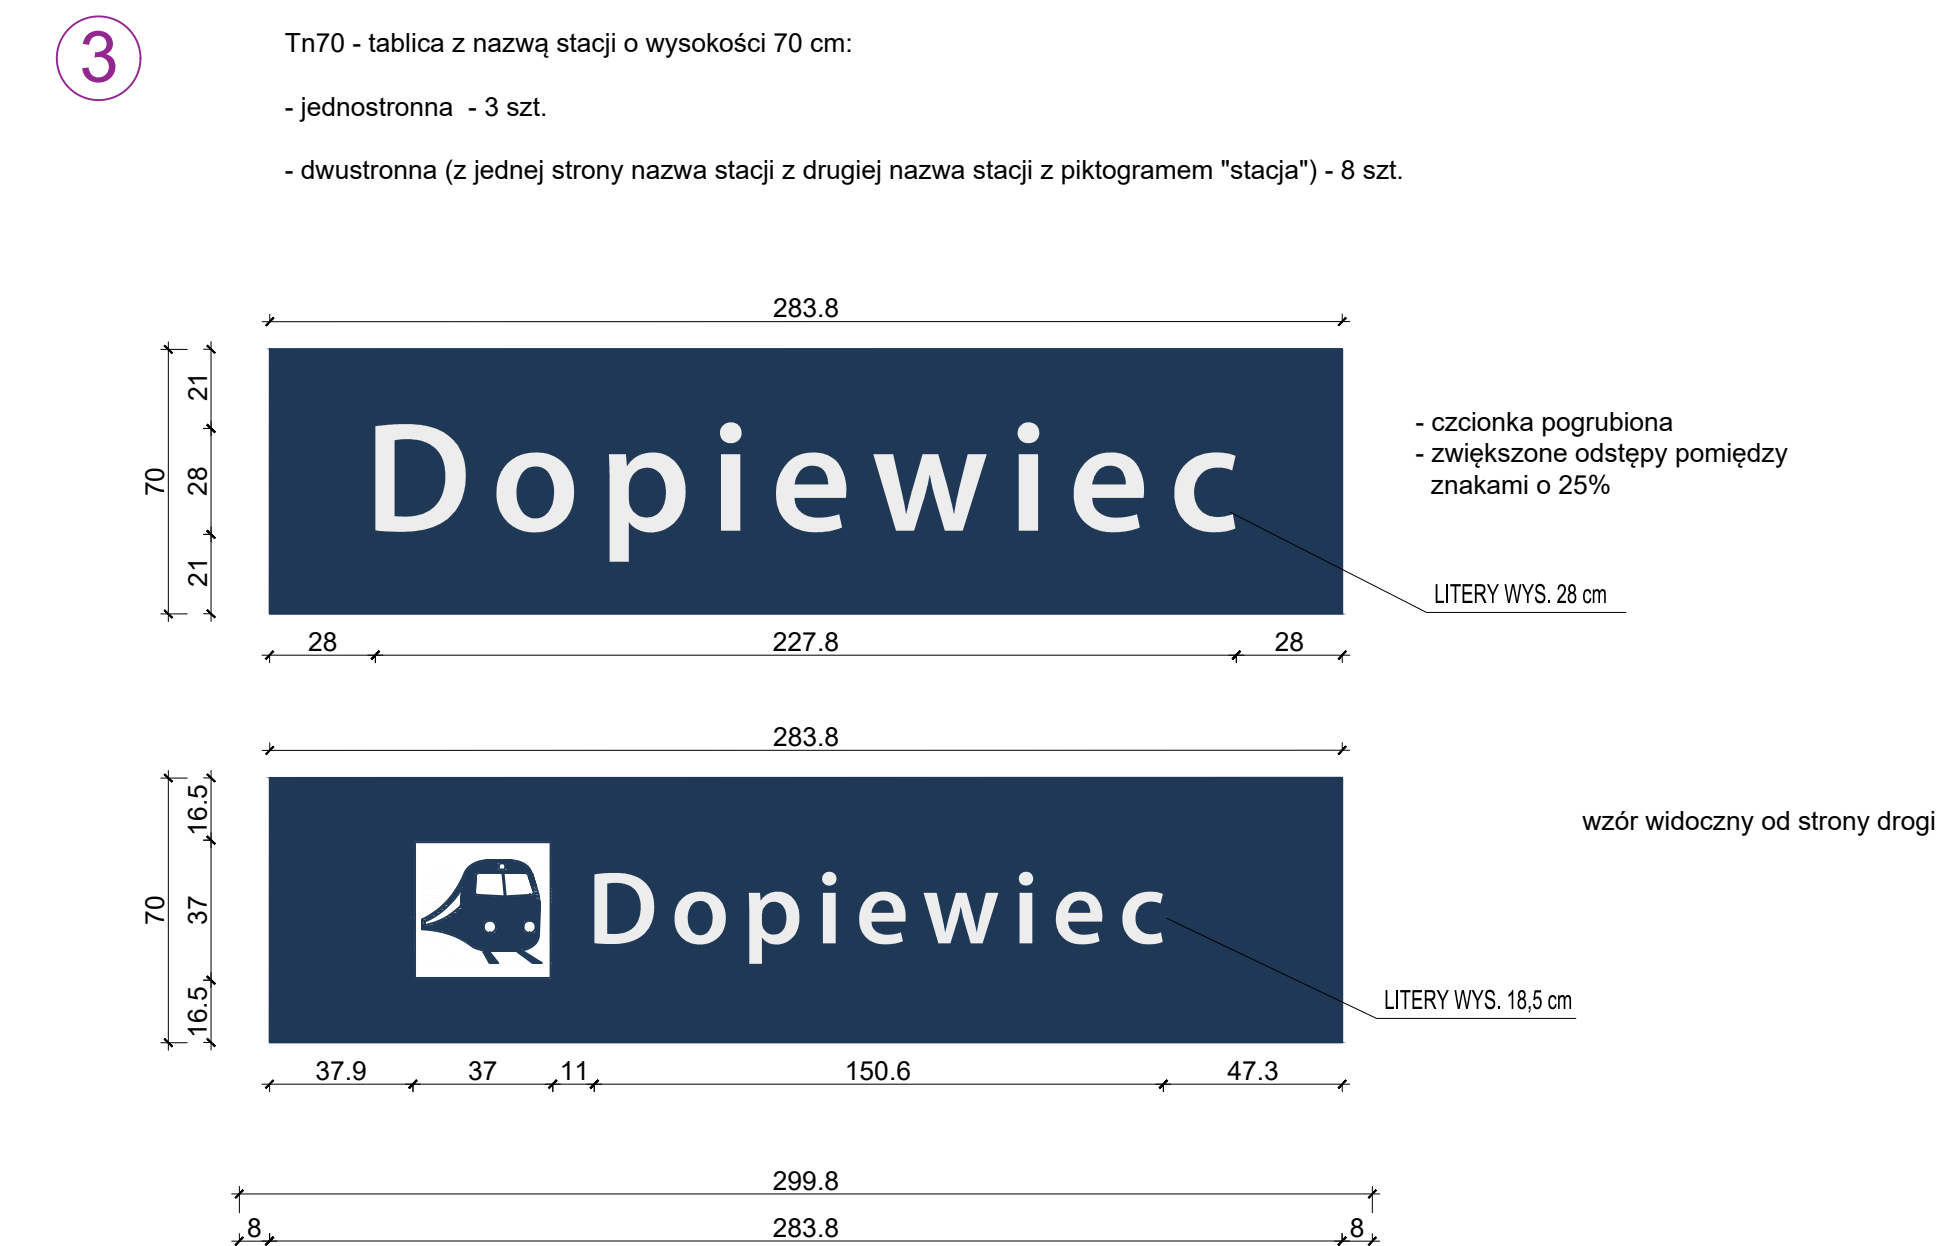 3
Tn70 - tablica z nazwą stacji o wysokości 70 cm:
- jednostronna - 3 szt.
- dwustronna (z jednej strony nazwa stacji z drugiej nazwa stacji z piktogramem "stacja") - 8 szt.
283.8
70
21
28
21
Dopiewiec
- czcionka pogrubiona
- zwiększone odstępy pomiędzy
znakami o 25%
LITERY WYS. 28 cm
28 227.8 28
283.8
70
16.5
37
16.5
Dopiewiec
wzór widoczny od strony drogi
LITERY WYS. 18,5 cm
37.9 37 11 150.6 47.3
299.8
8 283.8 8